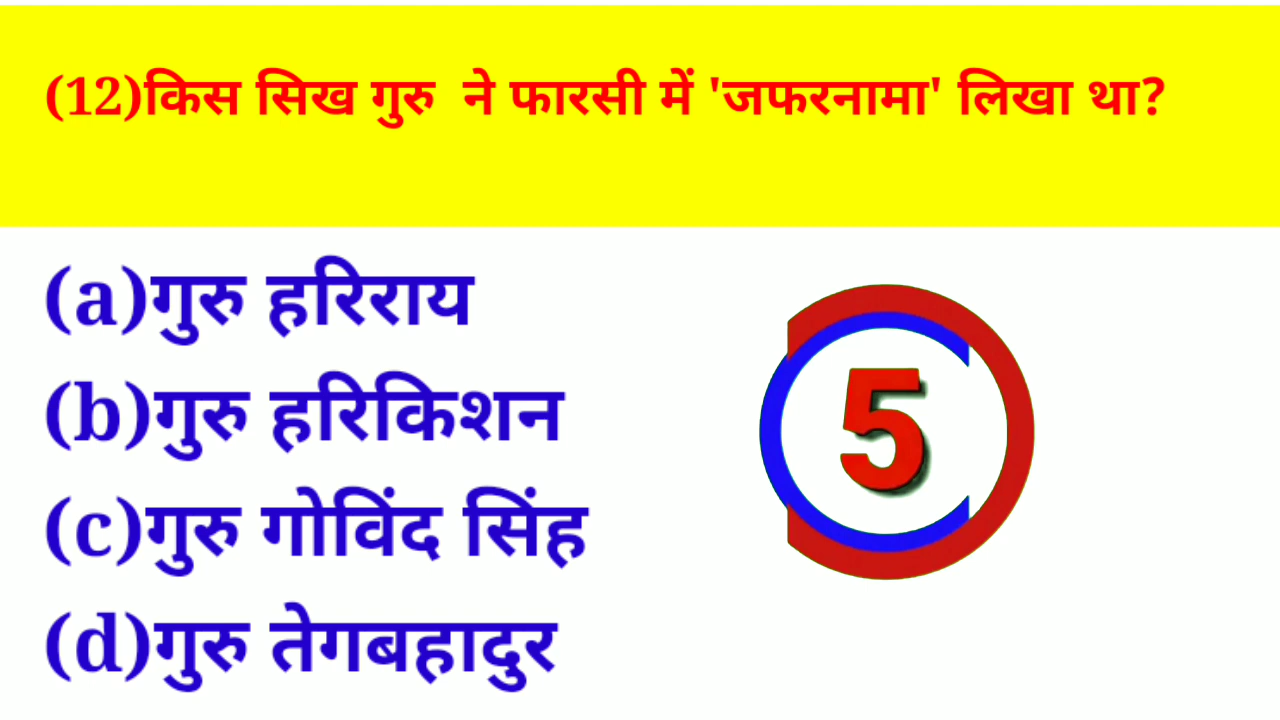 (12)किस सिख गुरु  ने फारसी में 'जफरनामा' लिखा था?
(a)गुरु हरिराय
(b)गुरु हरिकिशन
(c)गुरु गोविंद सिंह
(d)गुरु तेगबहादुर
5